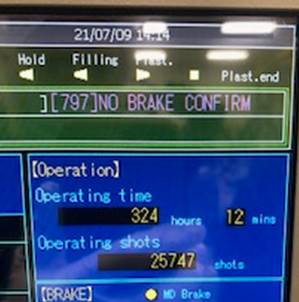 21/07/09 14:14
Hold Filling Plast.
Plast.end
][797]NO BRAKE CONFIRM
[Operation]
Operating time
324 hours 12 mins
Operating shots
25747 shots
[BRAKE] MD Brake